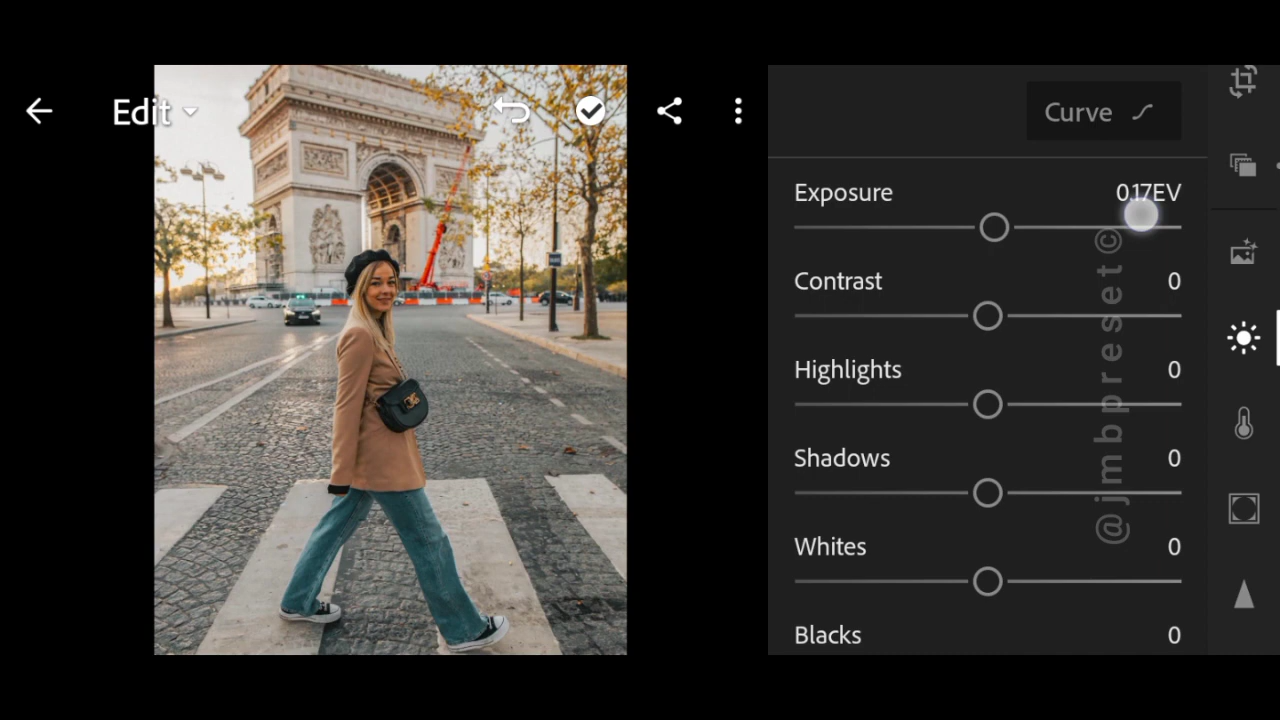 Edit
Curve
Exposure
0.17EV
Contrast
0
Highlights
0
Shadows
0
Whites
0
Blacks
0
@jmbpreset©